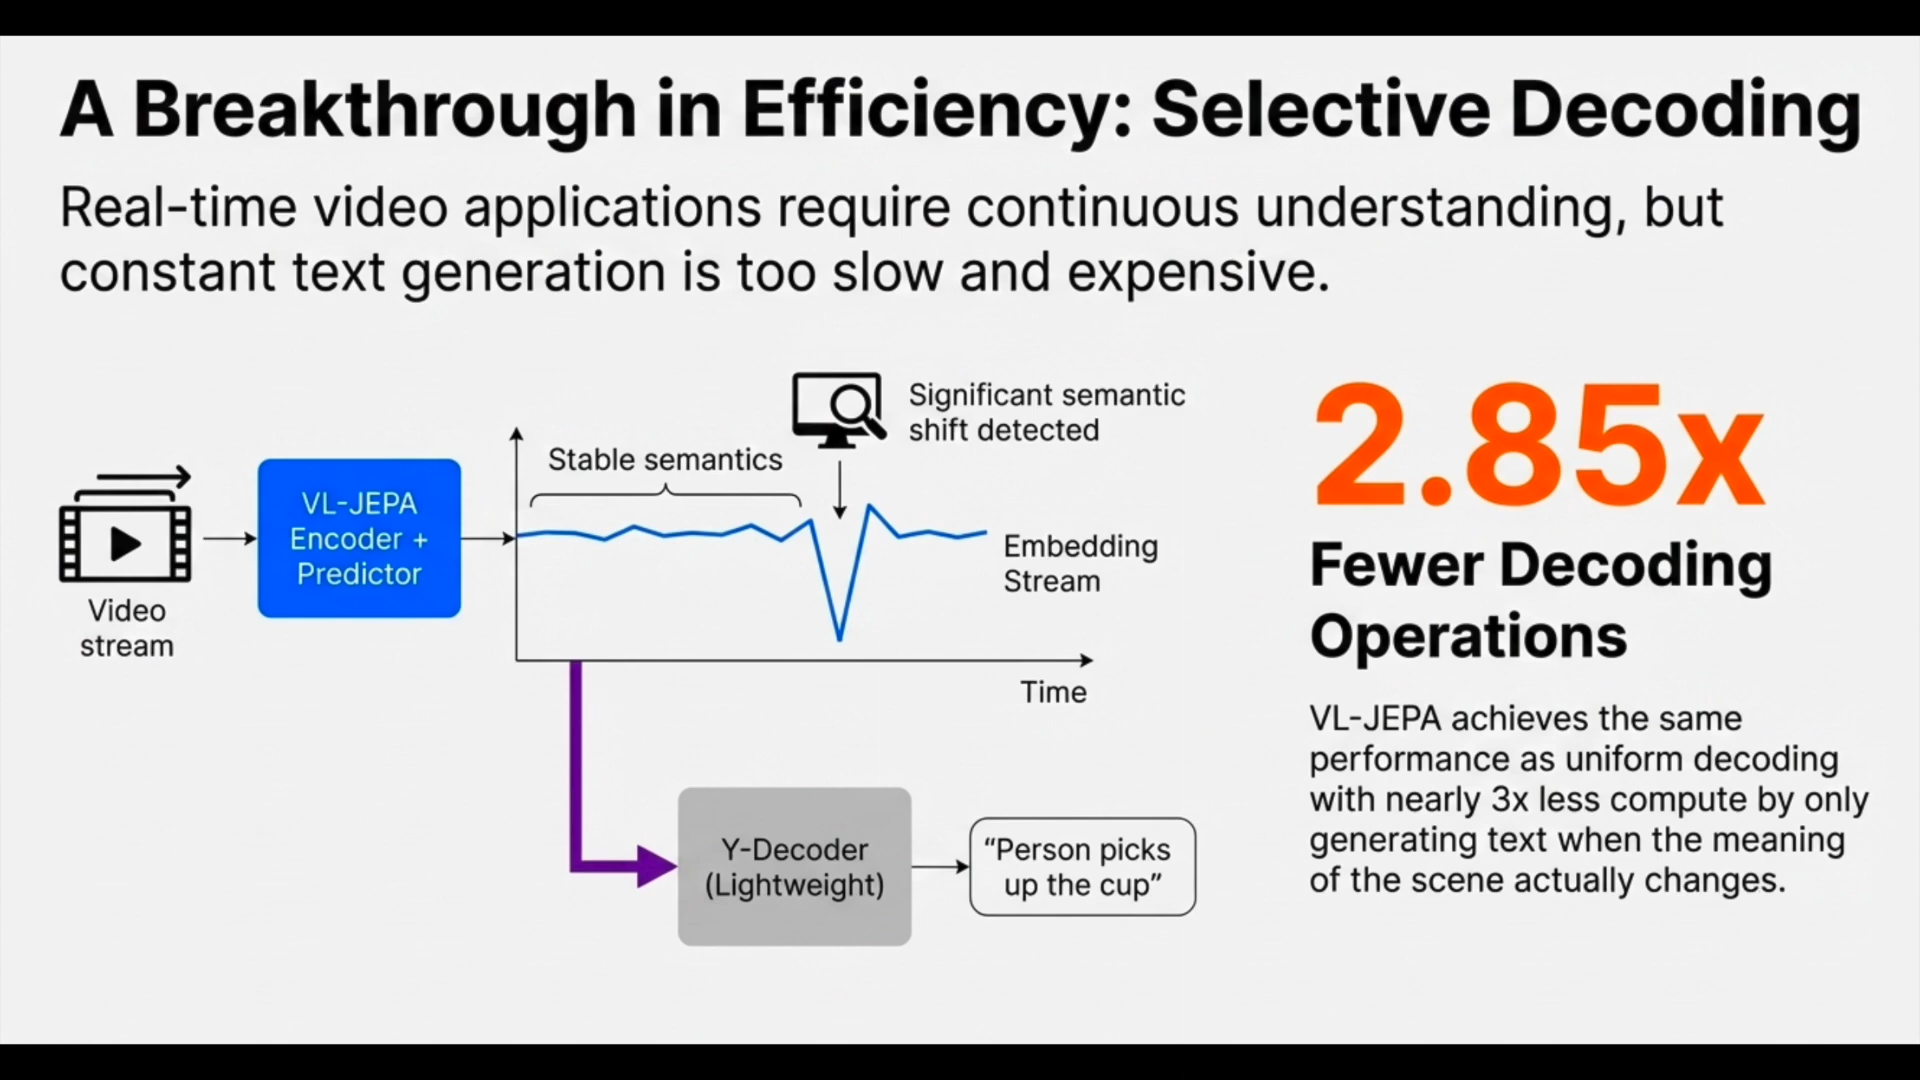 A Breakthrough in Efficiency: Selective Decoding
Real-time video applications require continuous understanding, but
constant text generation is too slow and expensive.
Video
stream
VL-JEPA
Encoder +
Predictor
Stable semantics
Significant semantic
shift detected
Embedding
Stream
Time
Y-Decoder
(Lightweight)
“Person picks
up the cup”
2.85x
Fewer Decoding
Operations
VL-JEPA achieves the same
performance as uniform decoding
with nearly 3x less compute by only
generating text when the meaning
of the scene actually changes.